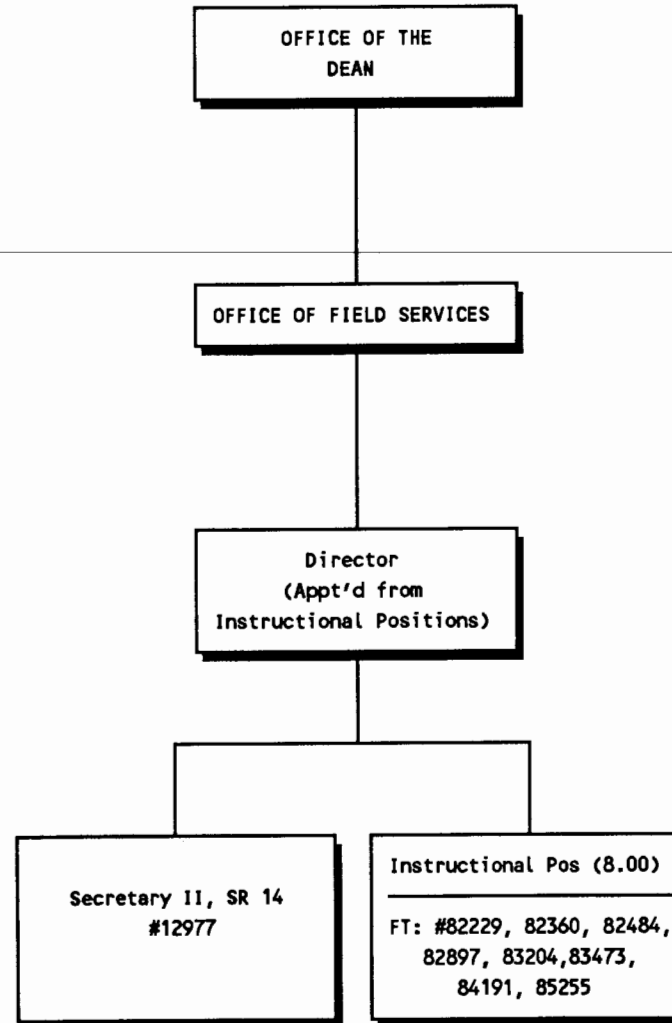 OFFICE OF THE
DEAN
OFFICE OF FIELD SERVICES
Director
(Appt'd from
Instructional Positions)
Secretary II, SR 14
#12977
Instructional Pos (8.00)
FT: #82229, 82360, 82484,
82897, 83204,83473,
84191, 85255